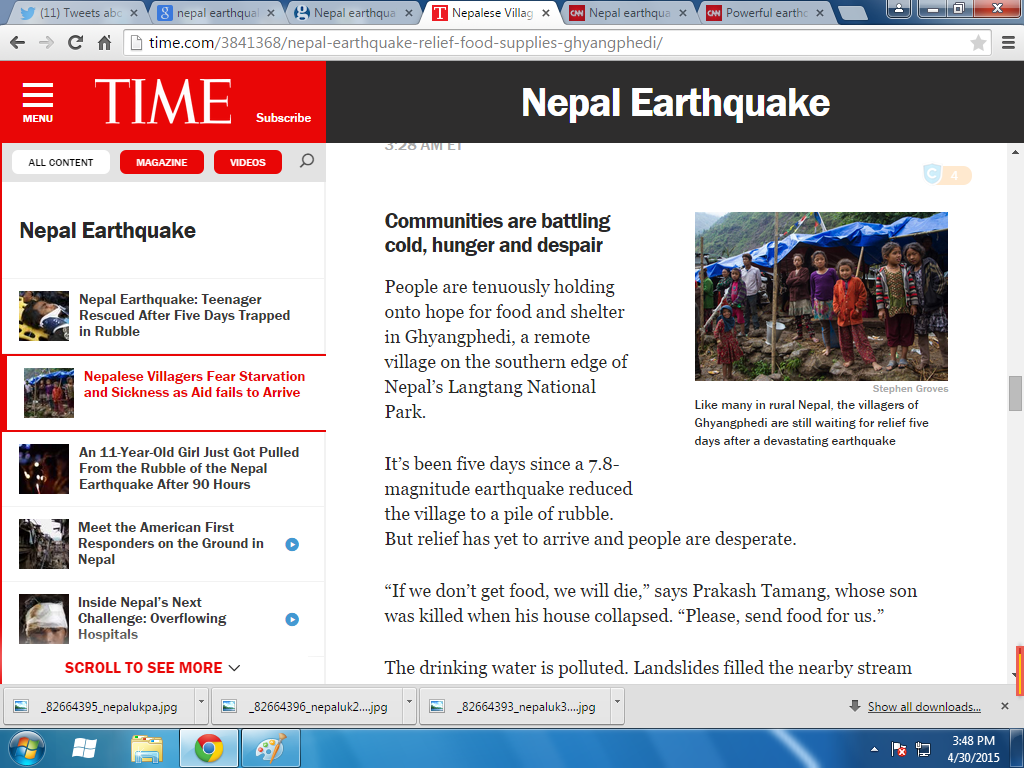 (11) Tweets abc
nepal earthqual
Nepal earthqua
Nepalese Villag
Nepal earthqua
Powerful earthc
time.com/3841368/nepal-earthquake-relief-food-supplies-ghyangphedi/
MENU
TIME
Subscribe
Nepal Earthquake
ALL CONTENT
MAGAZINE
VIDEOS
3:28 AM ET
4
Nepal Earthquake
Nepal Earthquake: Teenager
Rescued After Five Days Trapped
in Rubble
Nepalese Villagers Fear Starvation
and Sickness as Aid fails to Arrive
An 11-Year-Old Girl Just Got Pulled
From the Rubble of the Nepal
Earthquake After 90 Hours
Meet the American First
Responders on the Ground in
Nepal
Inside Nepal's Next
Challenge: Overflowing
Hospitals
SCROLL TO SEE MORE
Communities are battling
cold, hunger and despair
People are tenuously holding
onto hope for food and shelter
in Ghyangphedi, a remote
village on the southern edge of
Nepal's Langtang National
Park.
Stephen Groves
Like many in rural Nepal, the villagers of
Ghyangphedi are still waiting for relief five
days after a devastating earthquake
It's been five days since a 7.8-
magnitude earthquake reduced
the village to a pile of rubble.
But relief has yet to arrive and people are desperate.
“If we don't get food, we will die,” says Prakash Tamang, whose son
was killed when his house collapsed. “Please, send food for us.”
The drinking water is polluted. Landslides filled the nearby stream
_82664395_nepalukpa.jpg
_82664396_nepaluk2....jpg
_82664393_nepaluk3....jpg
Show all downloads...
3:48 PM
4/30/2015